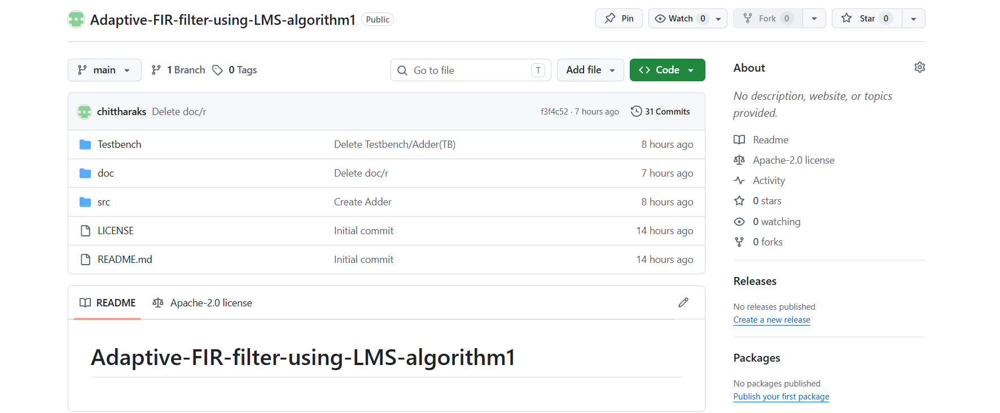 Adaptive-FIR-filter-using-LMS-algorithm1 Public Pin Watch 0 Fork 0 Star 0
main 1 Branch 0 Tags Go to file T Add file Code
chittharaks Delete doc/r f3f4c52 · 7 hours ago 31 Commits
Testbench Delete Testbench/Adder(TB) 8 hours ago
doc Delete doc/r 7 hours ago
src Create Adder 8 hours ago
LICENSE Initial commit 14 hours ago
README.md Initial commit 14 hours ago
README Apache-2.0 license
Adaptive-FIR-filter-using-LMS-algorithm1
About
No description, website, or topics
provided.
Readme
Apache-2.0 license
Activity
0 stars
0 watching
0 forks
Releases
No releases published
Create a new release
Packages
No packages published
Publish your first package